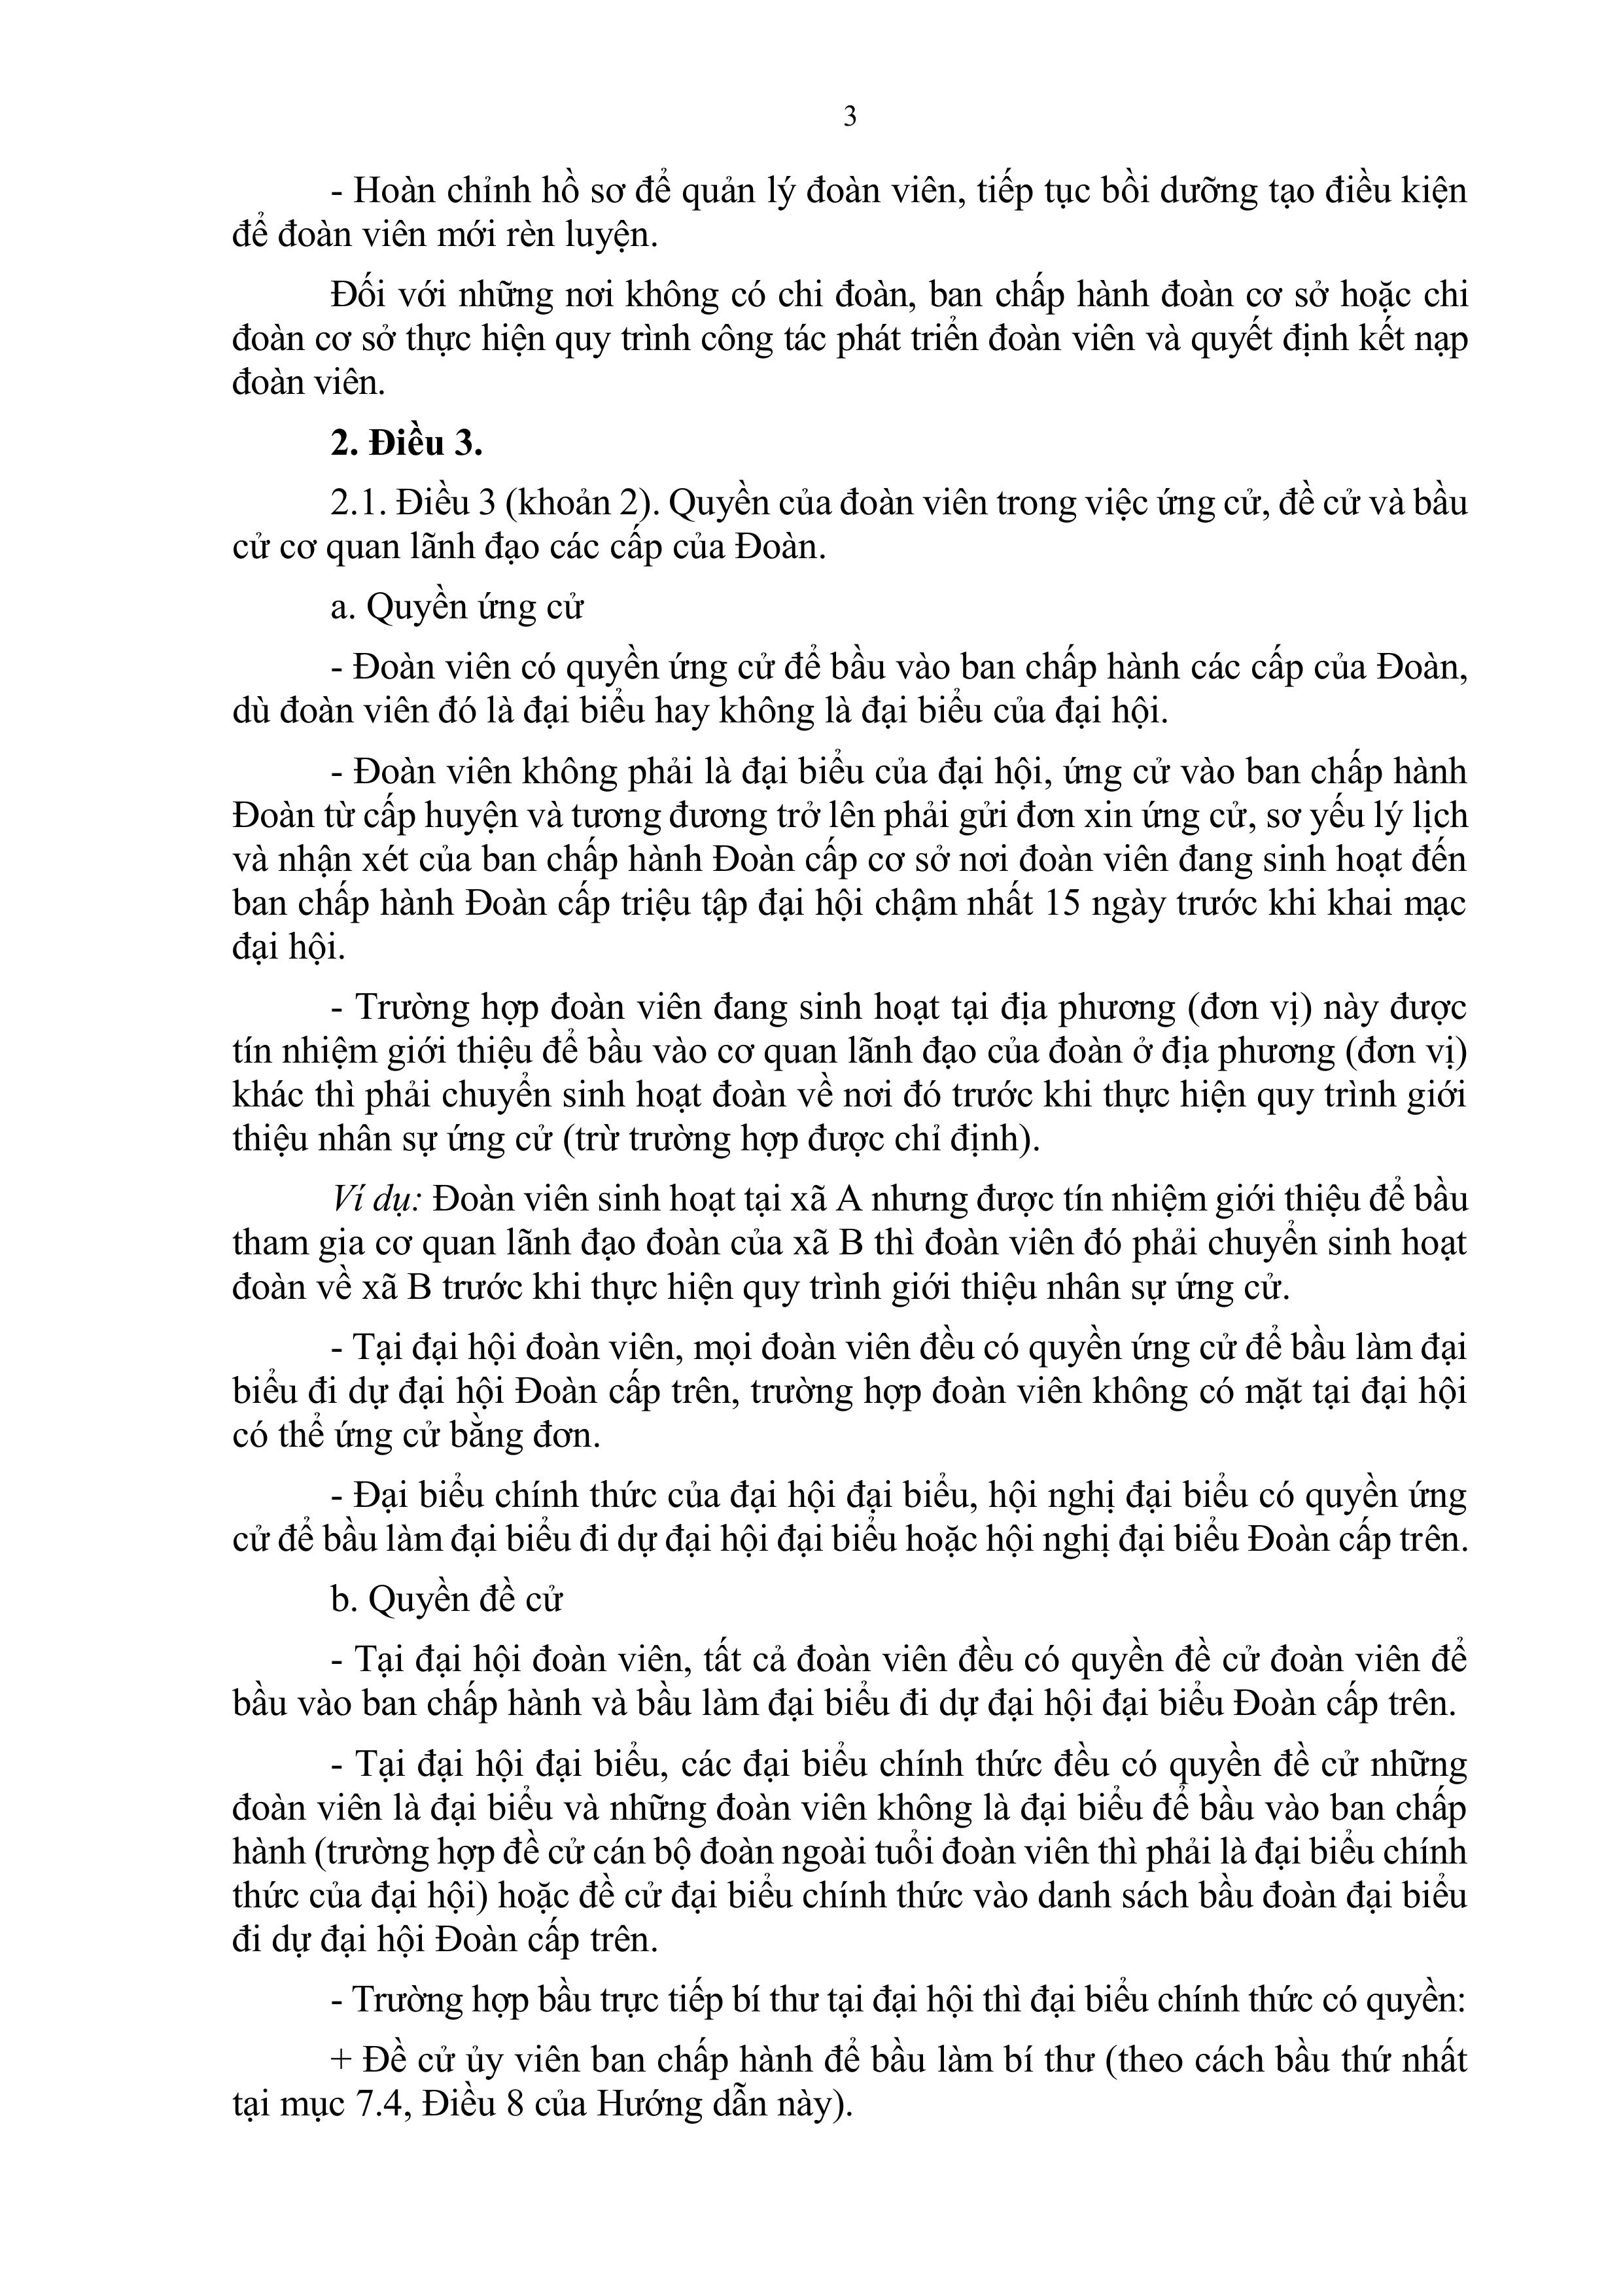 3
- Hoàn chỉnh hồ sơ để quản lý đoàn viên, tiếp tục bồi dưỡng tạo điều kiện
để đoàn viên mới rèn luyện.
Đối với những nơi không có chi đoàn, ban chấp hành đoàn cơ sở hoặc chi
đoàn cơ sở thực hiện quy trình công tác phát triển đoàn viên và quyết định kết nạp
đoàn viên.
2. Điều 3.
2.1. Điều 3 (khoản 2). Quyền của đoàn viên trong việc ứng cử, đề cử và bầu
cử cơ quan lãnh đạo các cấp của Đoàn.
a. Quyền ứng cử
- Đoàn viên có quyền ứng cử để bầu vào ban chấp hành các cấp của Đoàn,
dù đoàn viên đó là đại biểu hay không là đại biểu của đại hội.
- Đoàn viên không phải là đại biểu của đại hội, ứng cử vào ban chấp hành
Đoàn từ cấp huyện và tương đương trở lên phải gửi đơn xin ứng cử, sơ yếu lý lịch
và nhận xét của ban chấp hành Đoàn cấp cơ sở nơi đoàn viên đang sinh hoạt đến
ban chấp hành Đoàn cấp triệu tập đại hội chậm nhất 15 ngày trước khi khai mạc
đại hội.
- Trường hợp đoàn viên đang sinh hoạt tại địa phương (đơn vị) này được
tín nhiệm giới thiệu để bầu vào cơ quan lãnh đạo của đoàn ở địa phương (đơn vị)
khác thì phải chuyển sinh hoạt đoàn về nơi đó trước khi thực hiện quy trình giới
thiệu nhân sự ứng cử (trừ trường hợp được chỉ định).
Ví dụ: Đoàn viên sinh hoạt tại xã A nhưng được tín nhiệm giới thiệu để bầu
tham gia cơ quan lãnh đạo đoàn của xã B thì đoàn viên đó phải chuyển sinh hoạt
đoàn về xã B trước khi thực hiện quy trình giới thiệu nhân sự ứng cử.
- Tại đại hội đoàn viên, mọi đoàn viên đều có quyền ứng cử để bầu làm đại
biểu đi dự đại hội Đoàn cấp trên, trường hợp đoàn viên không có mặt tại đại hội
có thể ứng cử bằng đơn.
- Đại biểu chính thức của đại hội đại biểu, hội nghị đại biểu có quyền ứng
cử để bầu làm đại biểu đi dự đại hội đại biểu hoặc hội nghị đại biểu Đoàn cấp trên.
b. Quyền đề cử
- Tại đại hội đoàn viên, tất cả đoàn viên đều có quyền đề cử đoàn viên để
bầu vào ban chấp hành và bầu làm đại biểu đi dự đại hội đại biểu Đoàn cấp trên.
- Tại đại hội đại biểu, các đại biểu chính thức đều có quyền đề cử những
đoàn viên là đại biểu và những đoàn viên không là đại biểu để bầu vào ban chấp
hành (trường hợp đề cử cán bộ đoàn ngoài tuổi đoàn viên thì phải là đại biểu chính
thức của đại hội) hoặc đề cử đại biểu chính thức vào danh sách bầu đoàn đại biểu
đi dự đại hội Đoàn cấp trên.
- Trường hợp bầu trực tiếp bí thư tại đại hội thì đại biểu chính thức có quyền:
+ Đề cử ủy viên ban chấp hành để bầu làm bí thư (theo cách bầu thứ nhất
tại mục 7.4, Điều 8 của Hướng dẫn này).